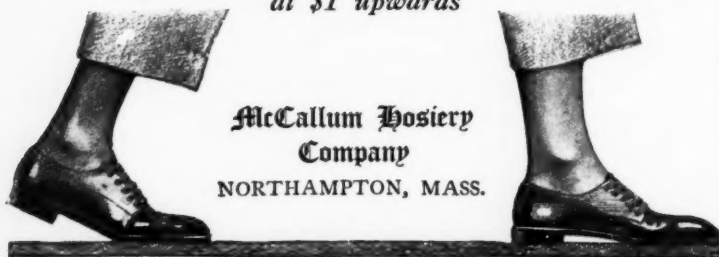 at $1 upwards
McCallum Hosiery
Company
NORTHAMPTON, MASS.